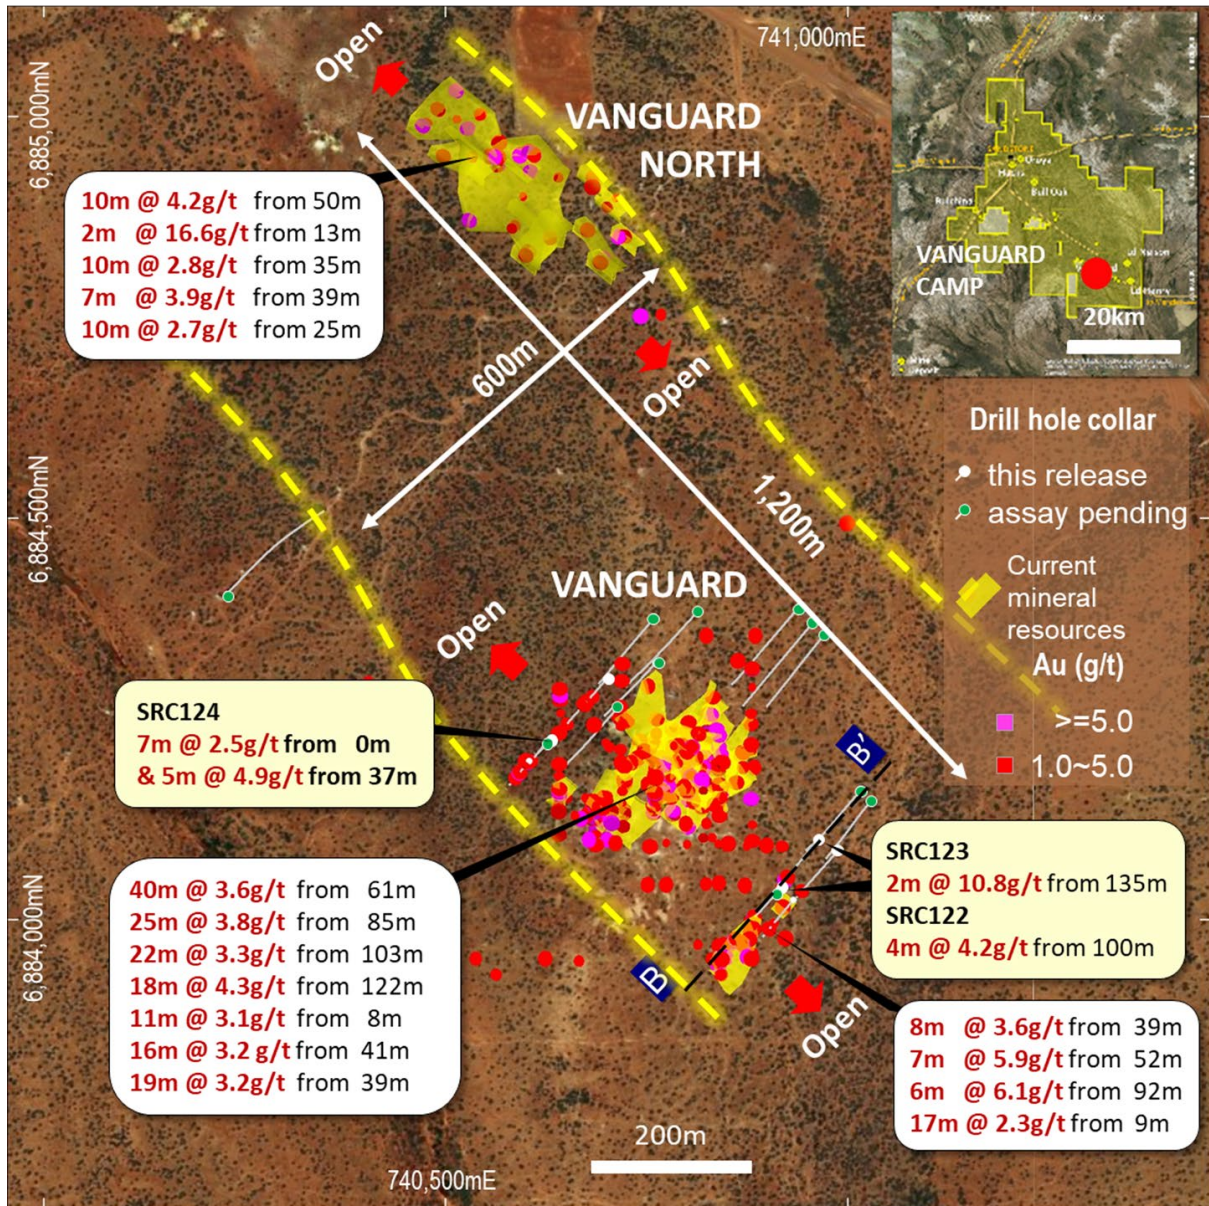 Open
741,000mE
6,885,000mN
VANGUARD
NORTH
10m @ 4.2g/t from 50m
2m @ 16.6g/t from 13m
10m @ 2.8g/t from 35m
7m @ 3.9g/t from 39m
10m @ 2.7g/t from 25m
Bull Oak
VANGUARD
CAMP
20km
600m
Open
Drill hole collar
this release
assay pending
Current
mineral
resources
Au (g/t)
>=5.0
1.0~5.0
6,884,500mN
1,200m
VANGUARD
Open
SRC124
7m @ 2.5g/t from 0m
& 5m @ 4.9g/t from 37m
B'
SRC123
2m @ 10.8g/t from 135m
SRC122
4m @ 4.2g/t from 100m
40m @ 3.6g/t from 61m
25m @ 3.8g/t from 85m
22m @ 3.3g/t from 103m
18m @ 4.3g/t from 122m
11m @ 3.1g/t from 8m
16m @ 3.2 g/t from 41m
19m @ 3.2g/t from 39m
6,884,000mN
B
Open
8m @ 3.6g/t from 39m
7m @ 5.9g/t from 52m
6m @ 6.1g/t from 92m
17m @ 2.3g/t from 9m
200m
740,500mE